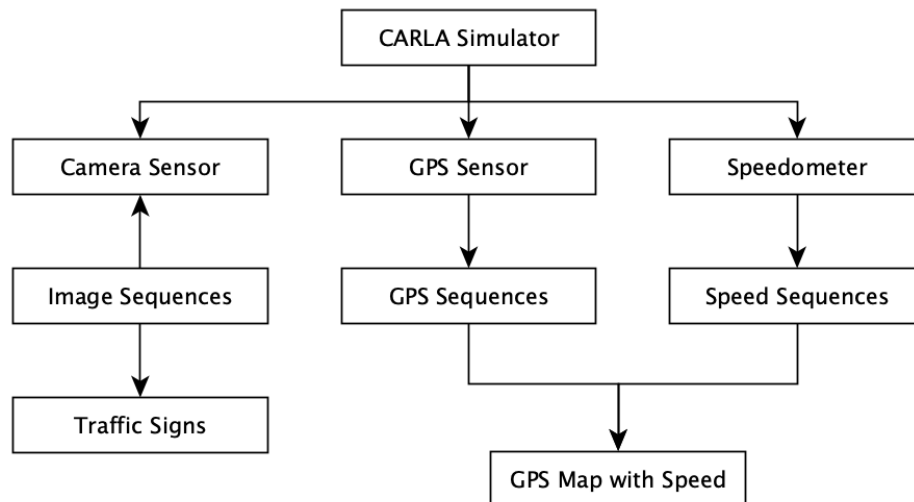 CARLA Simulator
Camera Sensor
GPS Sensor
Speedometer
Image Sequences
GPS Sequences
Speed Sequences
Traffic Signs
GPS Map with Speed